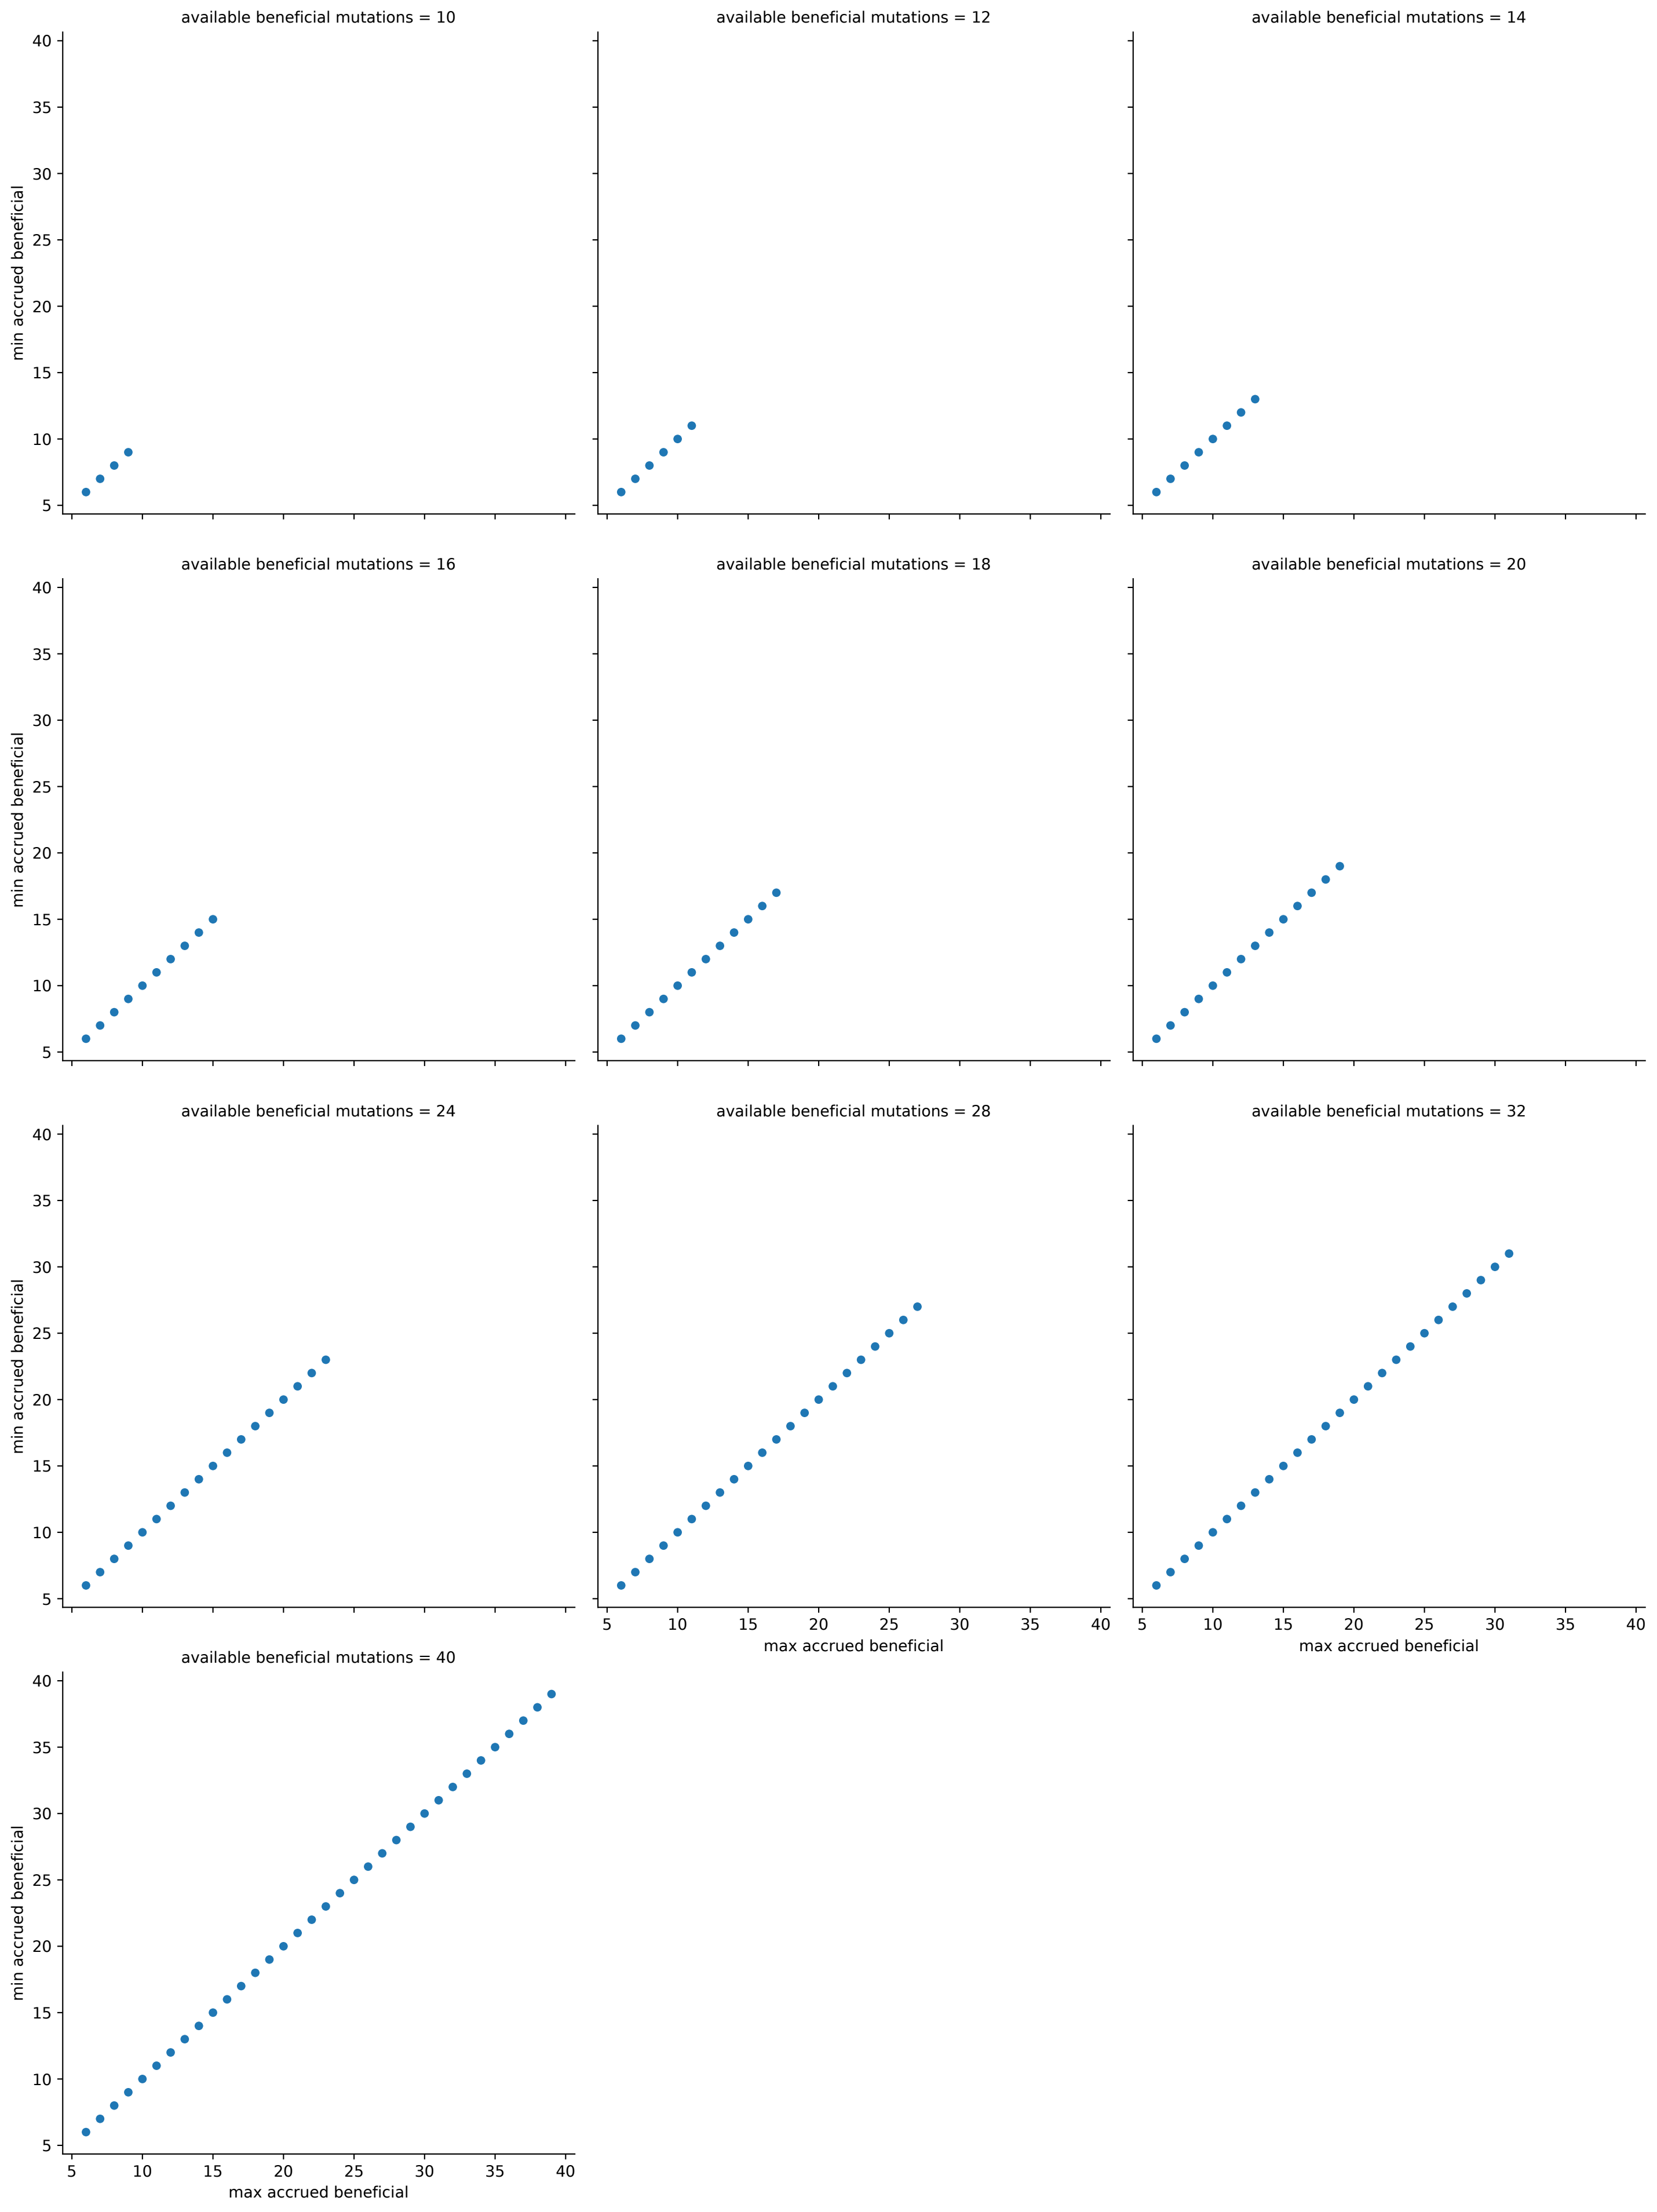 available beneficial mutations = 10
available beneficial mutations = 12
available beneficial mutations = 14
40
35
30
25
20
15
10
5
min accrued beneficial
available beneficial mutations = 16
available beneficial mutations = 18
available beneficial mutations = 20
40
35
30
25
20
15
10
5
min accrued beneficial
available beneficial mutations = 24
available beneficial mutations = 28
available beneficial mutations = 32
40
35
30
25
20
15
10
5
min accrued beneficial
5 10 15 20 25 30 35 40
max accrued beneficial
5 10 15 20 25 30 35 40
max accrued beneficial
available beneficial mutations = 40
40
35
30
25
20
15
10
5
min accrued beneficial
5 10 15 20 25 30 35 40
max accrued beneficial